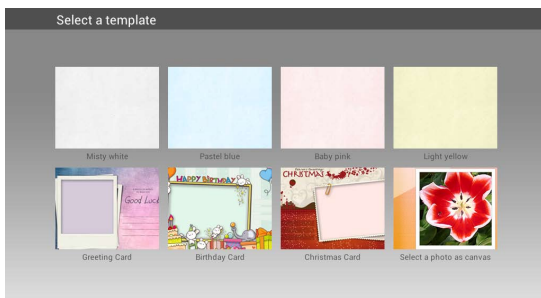 Select a template
Misty white
Pastel blue
Baby pink
Light yellow
Good Luck
HAPPY BIRTHDAY
CHRISTMAS
Greeting Card
Birthday Card
Christmas Card
Select a photo as canvas